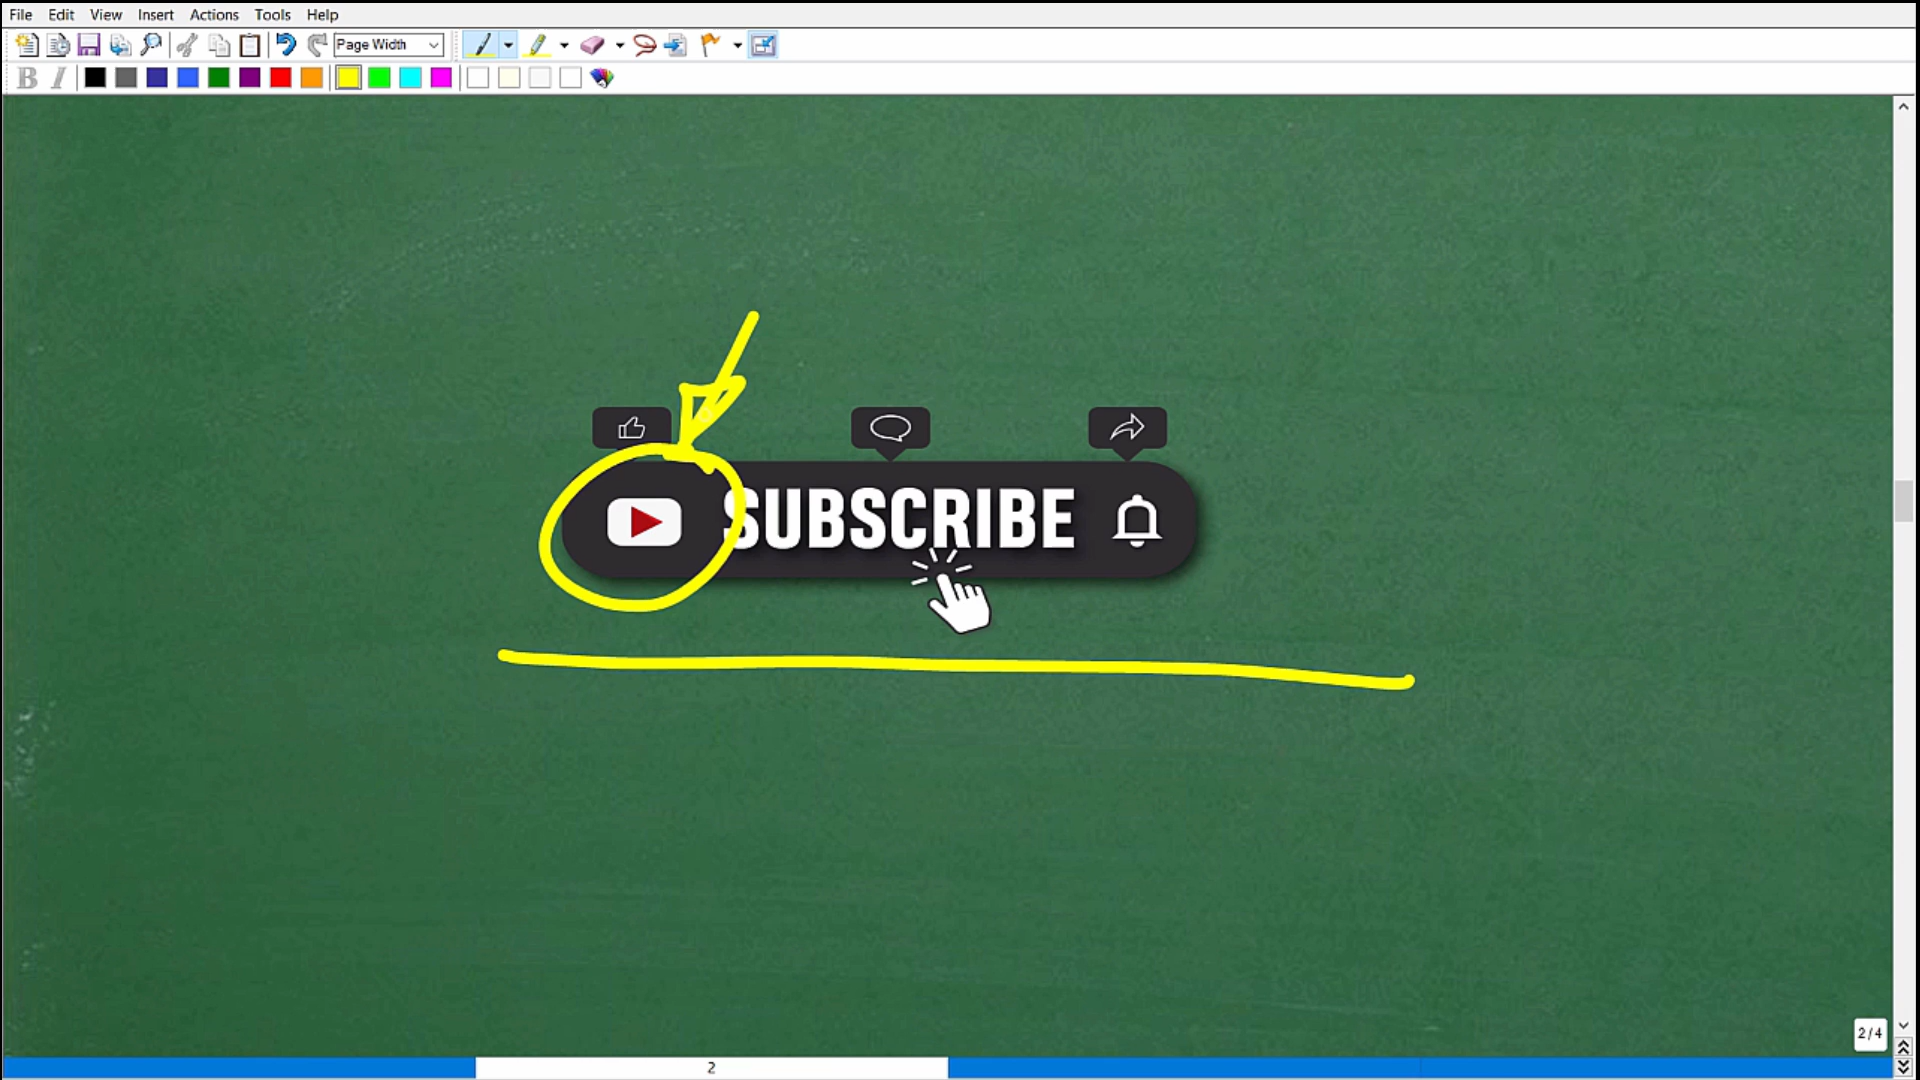 File Edit View Insert Actions Tools Help
Page Width
B I
SUBSCRIBE
2/4
2